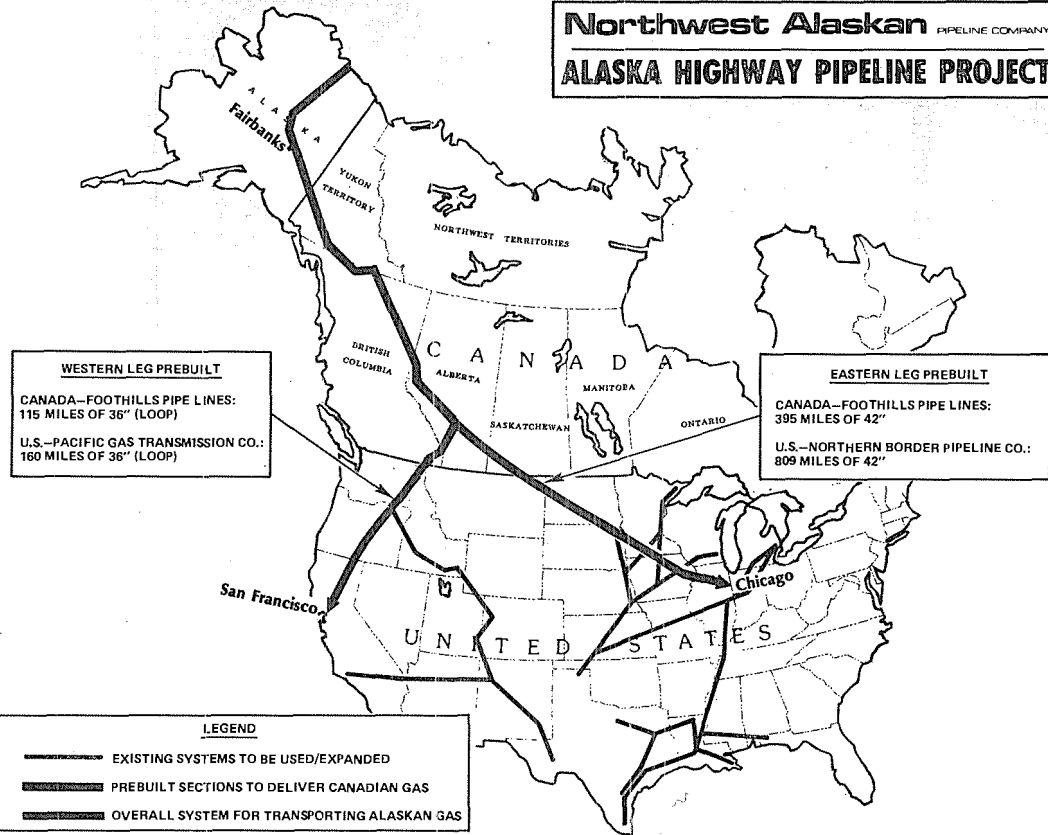 Northwest Alaskan PIPELINE COMPANY
ALASKA HIGHWAY PIPELINE PROJECT
ALASKA
Fairbanks
YUKON
TERRITORY
NORTHWEST TERRITORIES
BRITISH
COLUMBIA
CANADA
ALBERTA
SASKATCHEWAN
MANITOBA
ONTARIO
WESTERN LEG PREBUILT
CANADA–FOOTHILLS PIPE LINES:
115 MILES OF 36" (LOOP)
U.S.–PACIFIC GAS TRANSMISSION CO.:
160 MILES OF 36" (LOOP)
EASTERN LEG PREBUILT
CANADA–FOOTHILLS PIPE LINES:
395 MILES OF 42"
U.S.–NORTHERN BORDER PIPELINE CO.:
809 MILES OF 42"
San Francisco
Chicago
UNITED STATES
LEGEND
EXISTING SYSTEMS TO BE USED/EXPANDED
PREBUILT SECTIONS TO DELIVER CANADIAN GAS
OVERALL SYSTEM FOR TRANSPORTING ALASKAN GAS